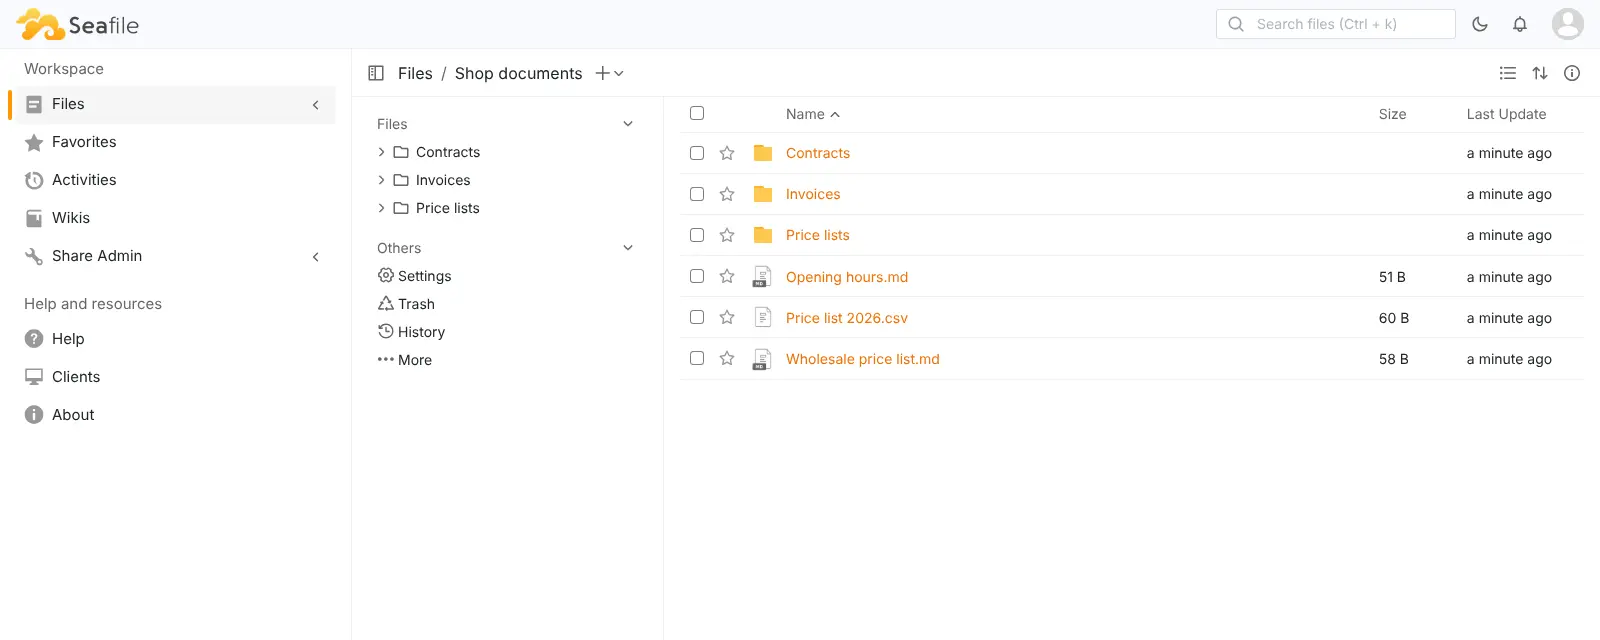 Seafile
Search files (Ctrl + k)
Workspace
Files
Favorites
Activities
Wikis
Share Admin
Help and resources
Help
Clients
About
Files / Shop documents
Files
Contracts
Invoices
Price lists
Others
Settings
Trash
History
More
Name Size Last Update
Contracts a minute ago
Invoices a minute ago
Price lists a minute ago
Opening hours.md 51 B a minute ago
Price list 2026.csv 60 B a minute ago
Wholesale price list.md 58 B a minute ago